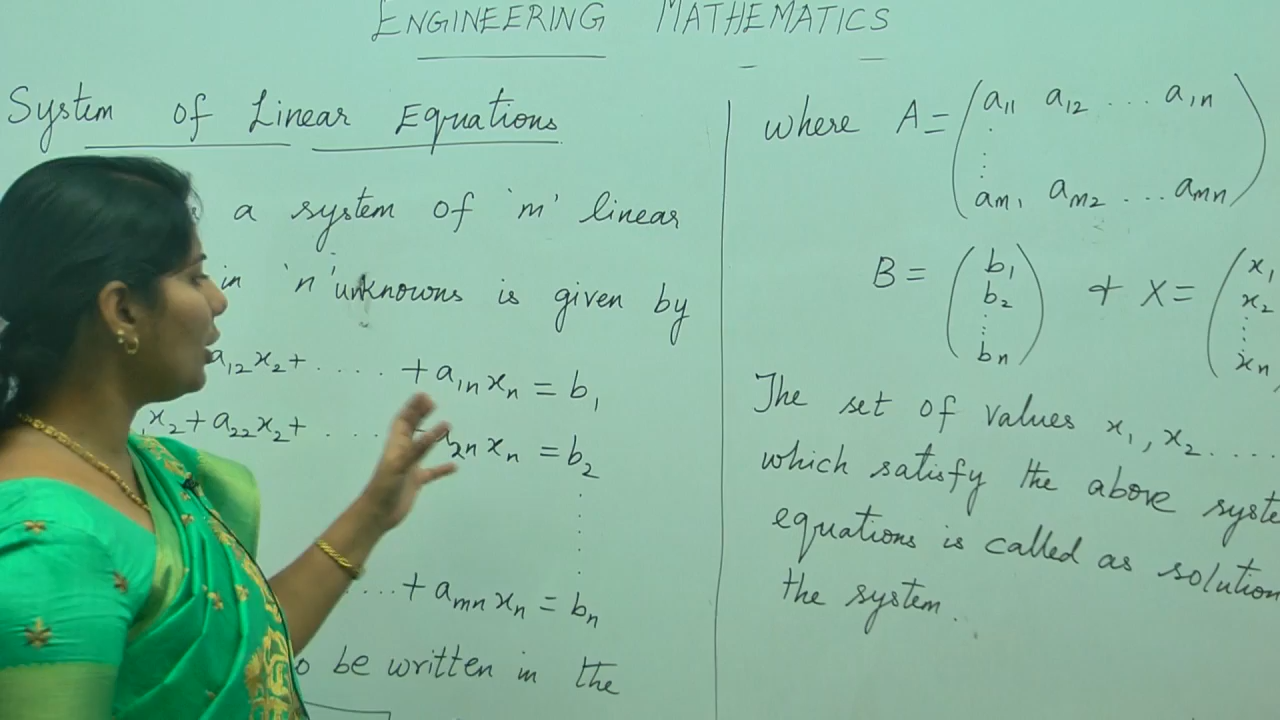 ENGINEERING MATHEMATICS
System of Linear Equations
a system of 'm' linear
in 'n' unknowns is given by
a₁₂x₂+ ..... + a₁ₙxₙ = b₁
x₂ + a₂₂x₂+ .... a₂ₙxₙ = b₂
... + aₘₙxₙ = bₙ
be written in the
where A = (a₁₁ a₁₂ ... a₁ₙ
aₘ₁ aₘ₂ ... aₘₙ)
B = (b₁ b₂ ⋮ bₙ) + X = (x₁ x₂ ⋮ xₙ
The set of values x₁, x₂ ....
which satisfy the above
equations is called as solution
the system.